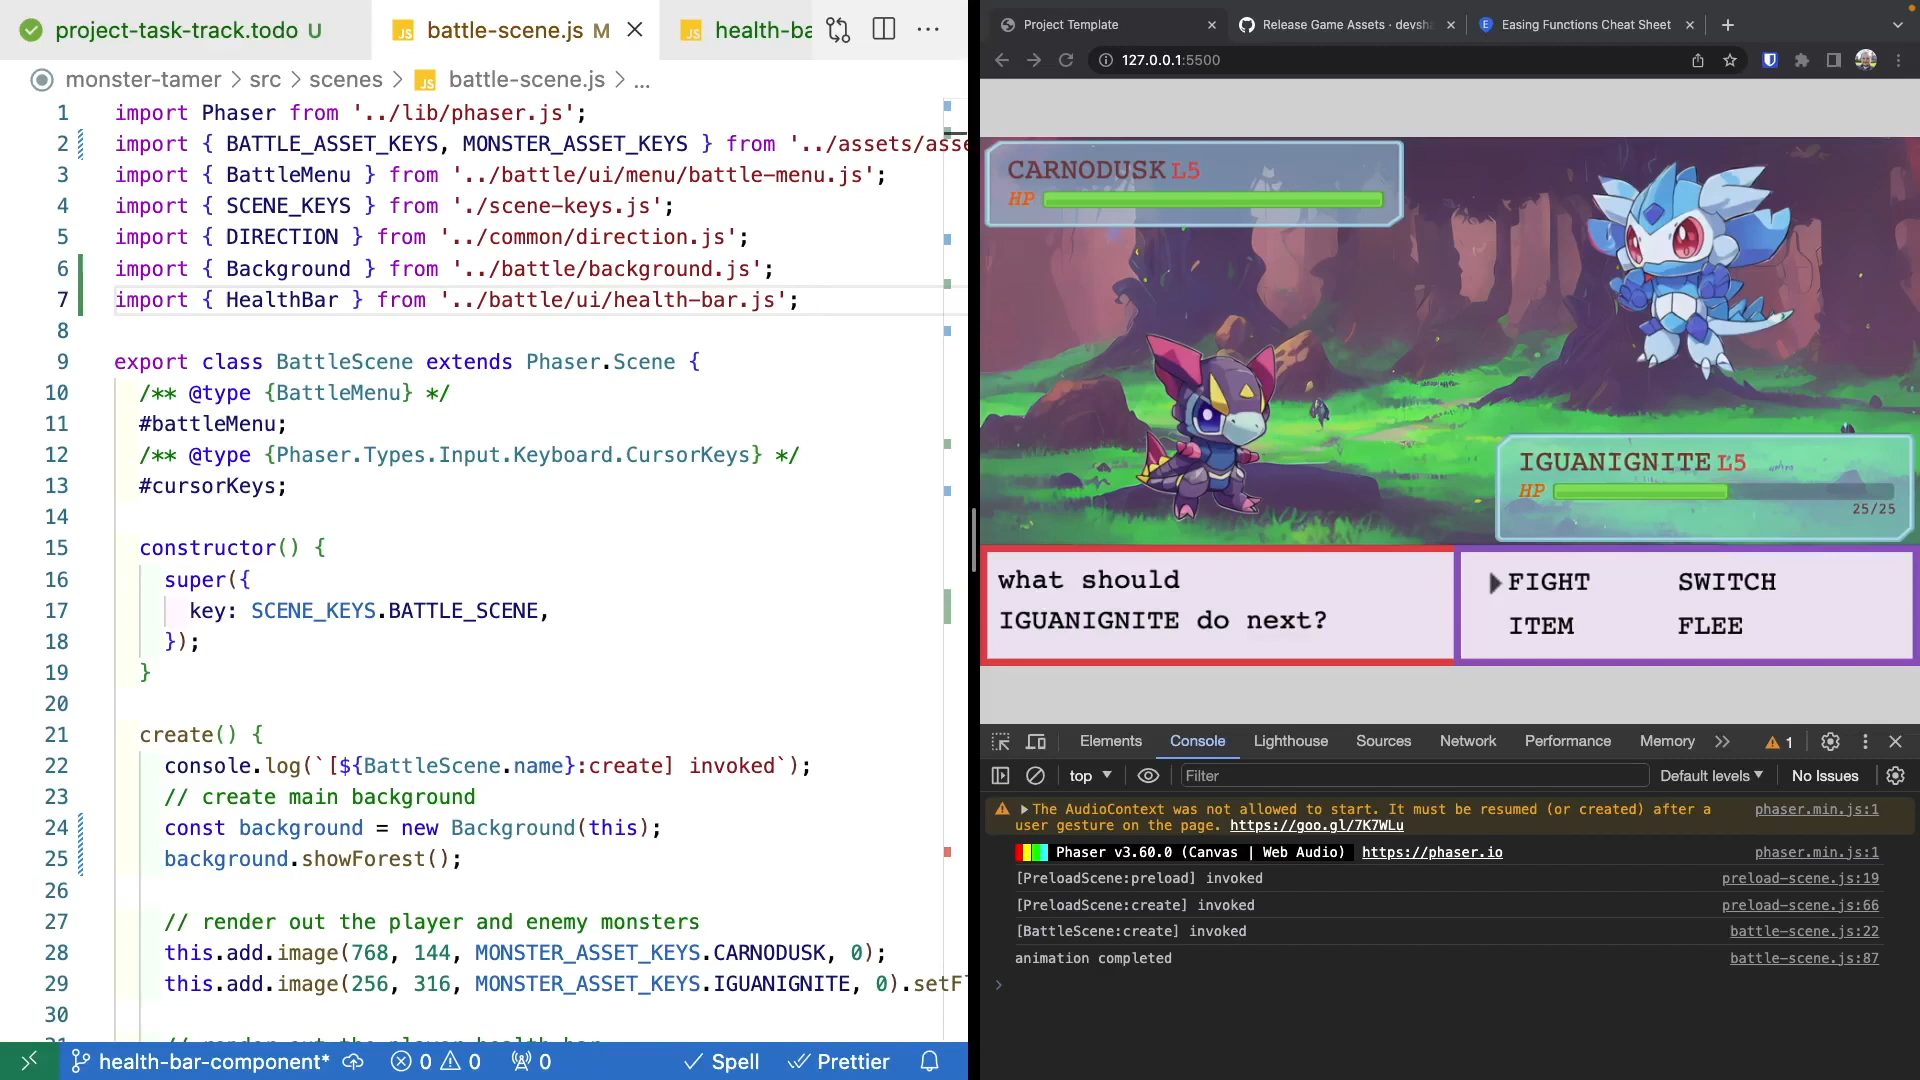 project-task-track.todo U
battle-scene.js M
health-ba
monster-tamer > src > scenes > battle-scene.js > ...
1 import Phaser from '../lib/phaser.js';
2 import { BATTLE_ASSET_KEYS, MONSTER_ASSET_KEYS } from '../assets/asse
3 import { BattleMenu } from '../battle/ui/menu/battle-menu.js';
4 import { SCENE_KEYS } from './scene-keys.js';
5 import { DIRECTION } from '../common/direction.js';
6 import { Background } from '../battle/background.js';
7 import { HealthBar } from '../battle/ui/health-bar.js';
8
9 export class BattleScene extends Phaser.Scene {
10 /** @type {BattleMenu} */
11 #battleMenu;
12 /** @type {Phaser.Types.Input.Keyboard.CursorKeys} */
13 #cursorKeys;
14
15 constructor() {
16 super({
17 key: SCENE_KEYS.BATTLE_SCENE,
18 });
19 }
20
21 create() {
22 console.log(`[${BattleScene.name}:create] invoked`);
23 // create main background
24 const background = new Background(this);
25 background.showForest();
26
27 // render out the player and enemy monsters
28 this.add.image(768, 144, MONSTER_ASSET_KEYS.CARNODUSK, 0);
29 this.add.image(256, 316, MONSTER_ASSET_KEYS.IGUANIGNITE, 0).setF
30
31 // render out the player health bar
health-bar-component* 0 0 0 Spell Prettier
Project Template
Release Game Assets · devsha
Easing Functions Cheat Sheet
127.0.0.1:5500
CARNODUSK L5
HP
IGUANIGNITE L5
HP
25/25
what should
IGUANIGNITE do next?
FIGHT SWITCH
ITEM FLEE
Elements Console Lighthouse Sources Network Performance Memory 1
top Filter Default levels No Issues
The AudioContext was not allowed to start. It must be resumed (or created) after a phaser.min.js:1
user gesture on the page. https://goo.gl/7K7WLu
Phaser v3.60.0 (Canvas | Web Audio) https://phaser.io phaser.min.js:1
[PreloadScene:preload] invoked preload-scene.js:19
[PreloadScene:create] invoked preload-scene.js:66
[BattleScene:create] invoked battle-scene.js:22
animation completed battle-scene.js:87